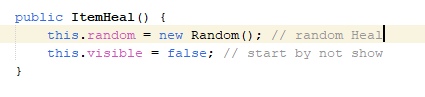 public ItemHeal() {
this.random = new Random(); // random Heal
this.visible = false; // start by not show
}